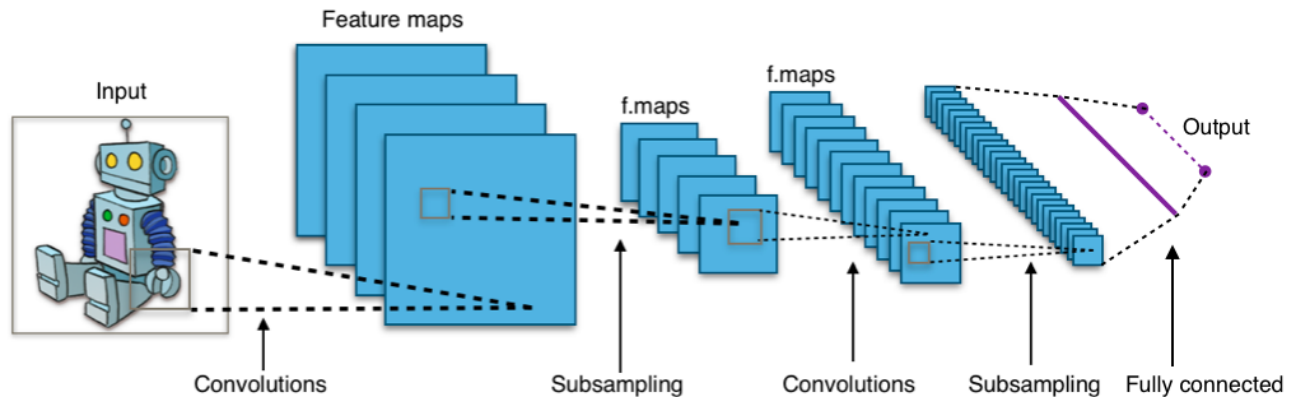 Feature maps
f.maps
f.maps
Input
Output
Convolutions
Subsampling
Convolutions
Subsampling
Fully connected